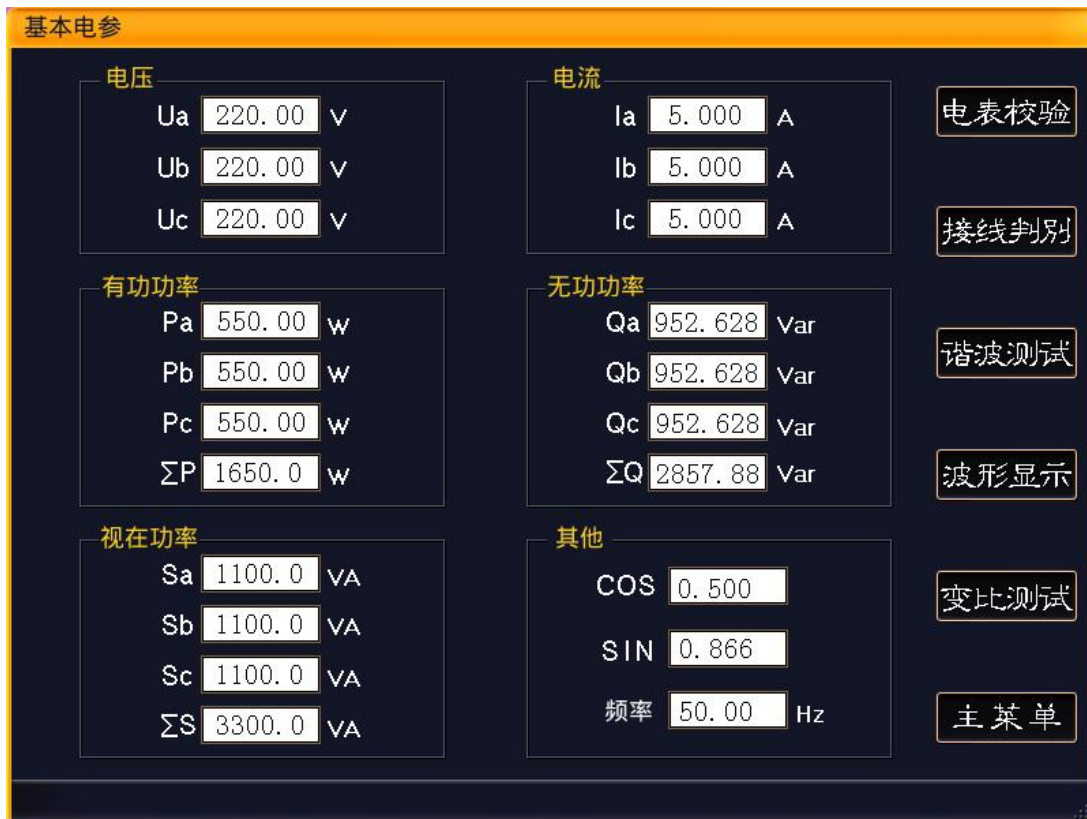 基本电参
电压
Ua 220.00 V
Ub 220.00 V
Uc 220.00 V
电流
Ia 5.000 A
Ib 5.000 A
Ic 5.000 A
有功功率
Pa 550.00 W
Pb 550.00 W
Pc 550.00 W
ΣP 1650.0 W
无功功率
Qa 952.628 Var
Qb 952.628 Var
Qc 952.628 Var
ΣQ 2857.88 Var
视在功率
Sa 1100.0 VA
Sb 1100.0 VA
Sc 1100.0 VA
ΣS 3300.0 VA
其他
COS 0.500
SIN 0.866
频率 50.00 Hz
电表校验
接线判别
谐波测试
波形显示
变比测试
主菜单